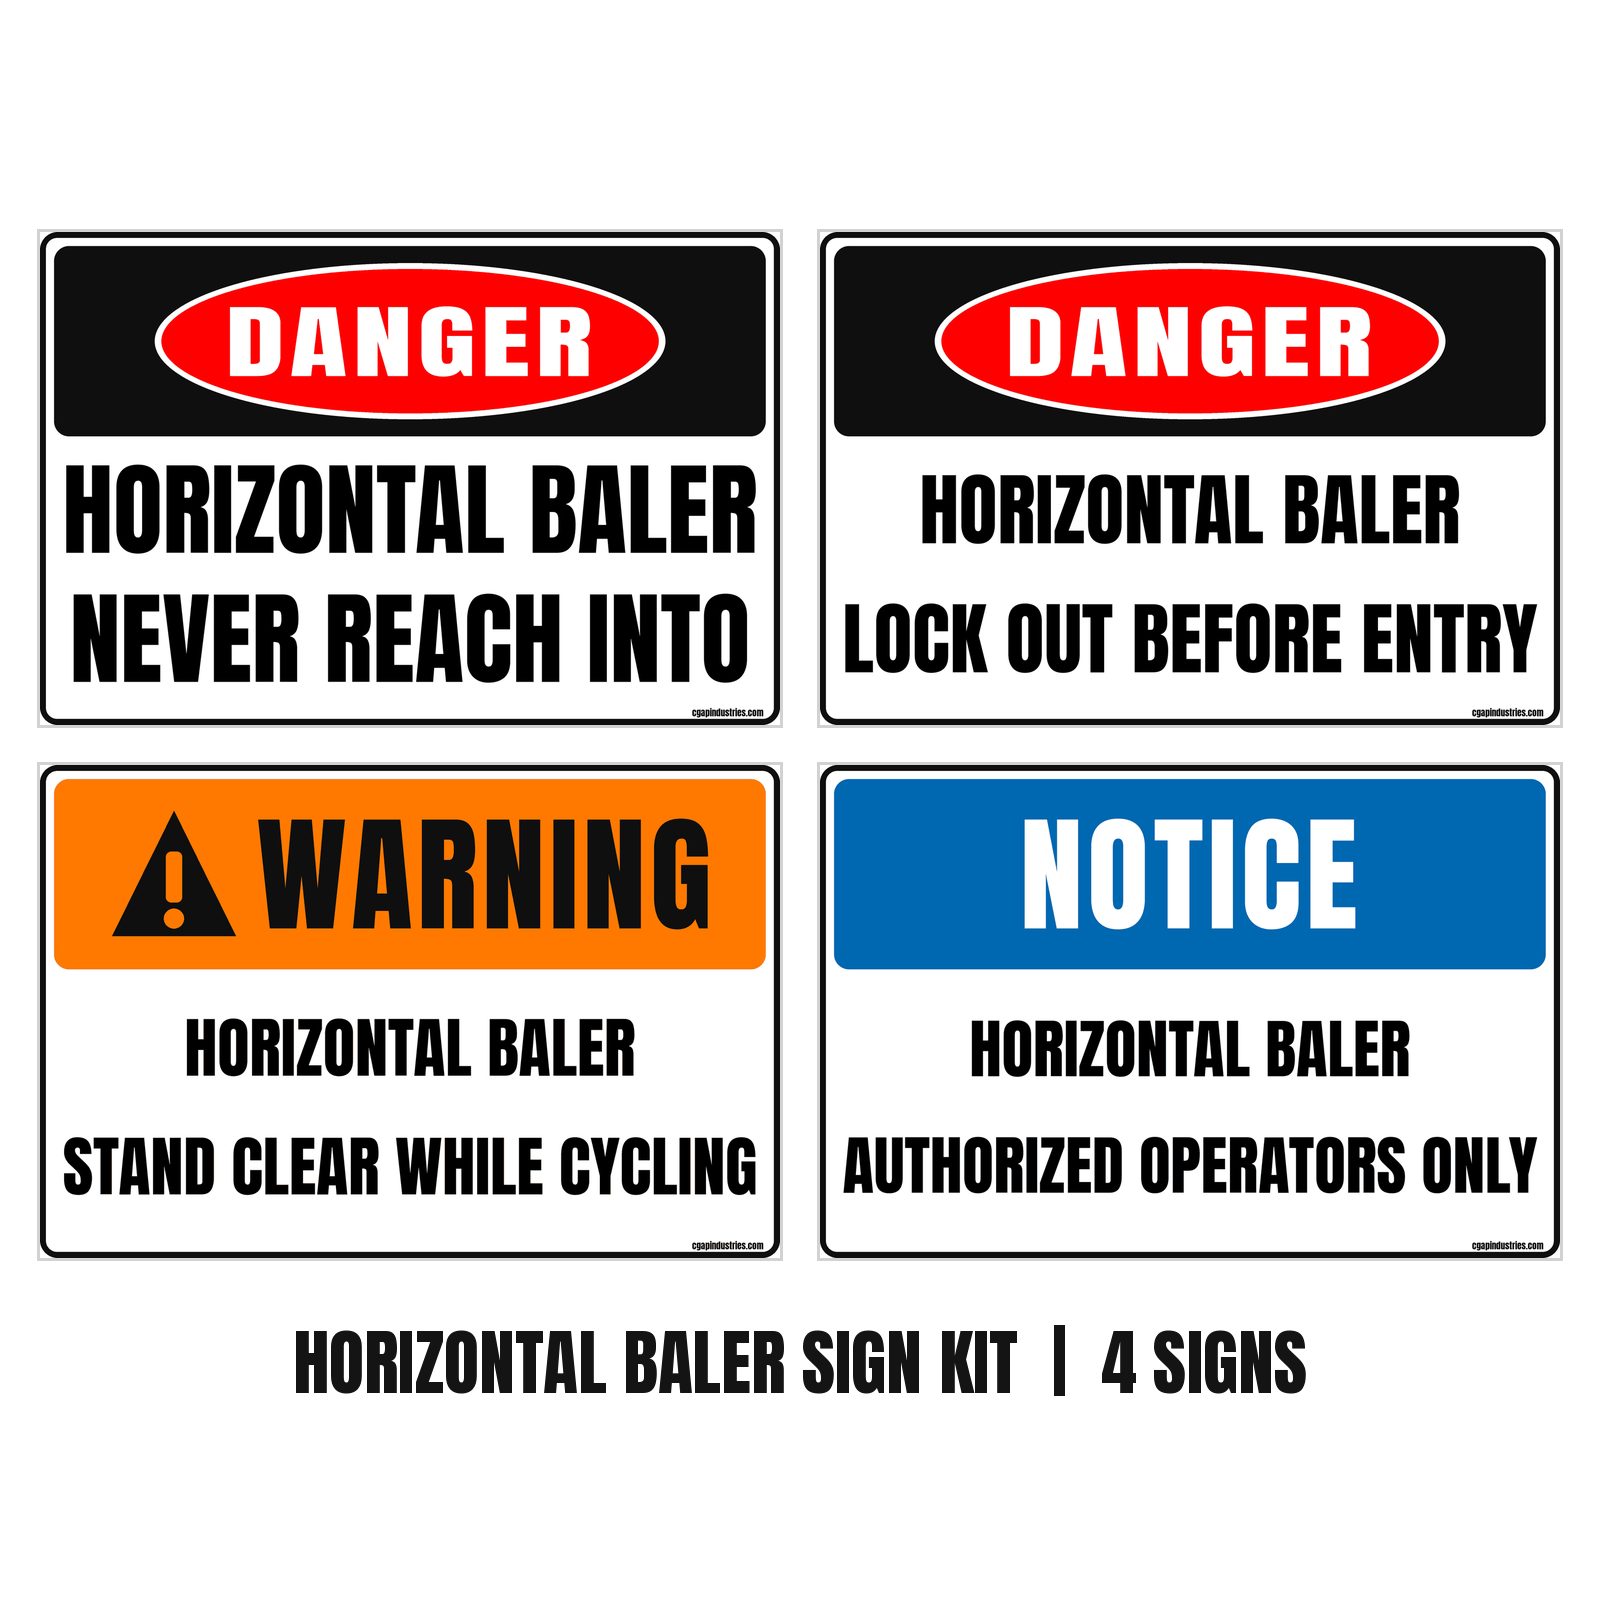 DANGER
HORIZONTAL BALER
NEVER REACH INTO
cgapindustries.com
DANGER
HORIZONTAL BALER
LOCK OUT BEFORE ENTRY
cgapindustries.com
WARNING
HORIZONTAL BALER
STAND CLEAR WHILE CYCLING
cgapindustries.com
NOTICE
HORIZONTAL BALER
AUTHORIZED OPERATORS ONLY
cgapindustries.com
HORIZONTAL BALER SIGN KIT | 4 SIGNS